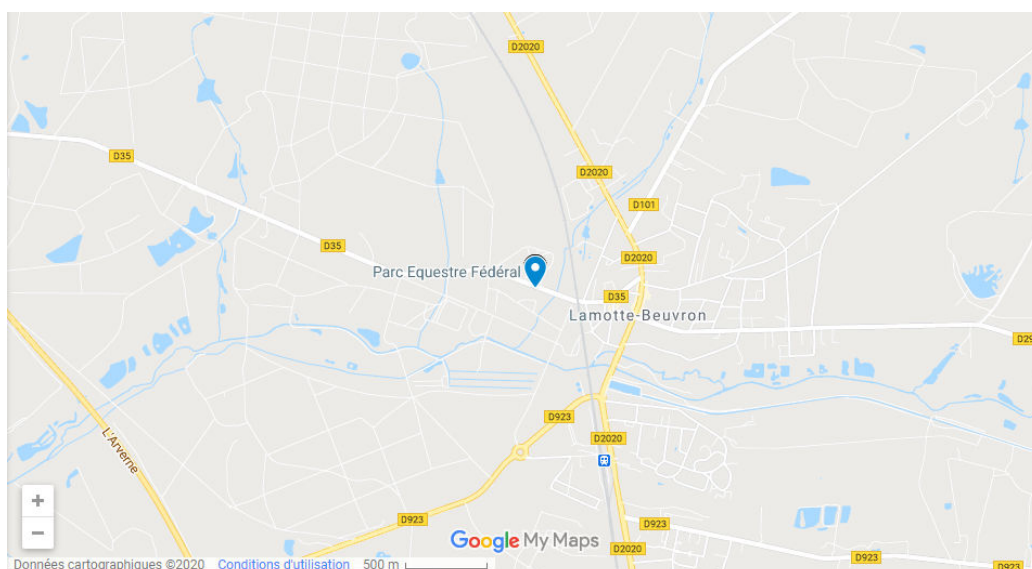 D2020
D35
D2020
D101
D35
D2020
Parc Equestre Fédéral
D35
Lamotte-Beuvron
D29
D923
L'Arverne
D2020
D923
D923
D2020
D923
D923
+
−
Google My Maps
Données cartographiques ©2020 Conditions d'utilisation 500 m